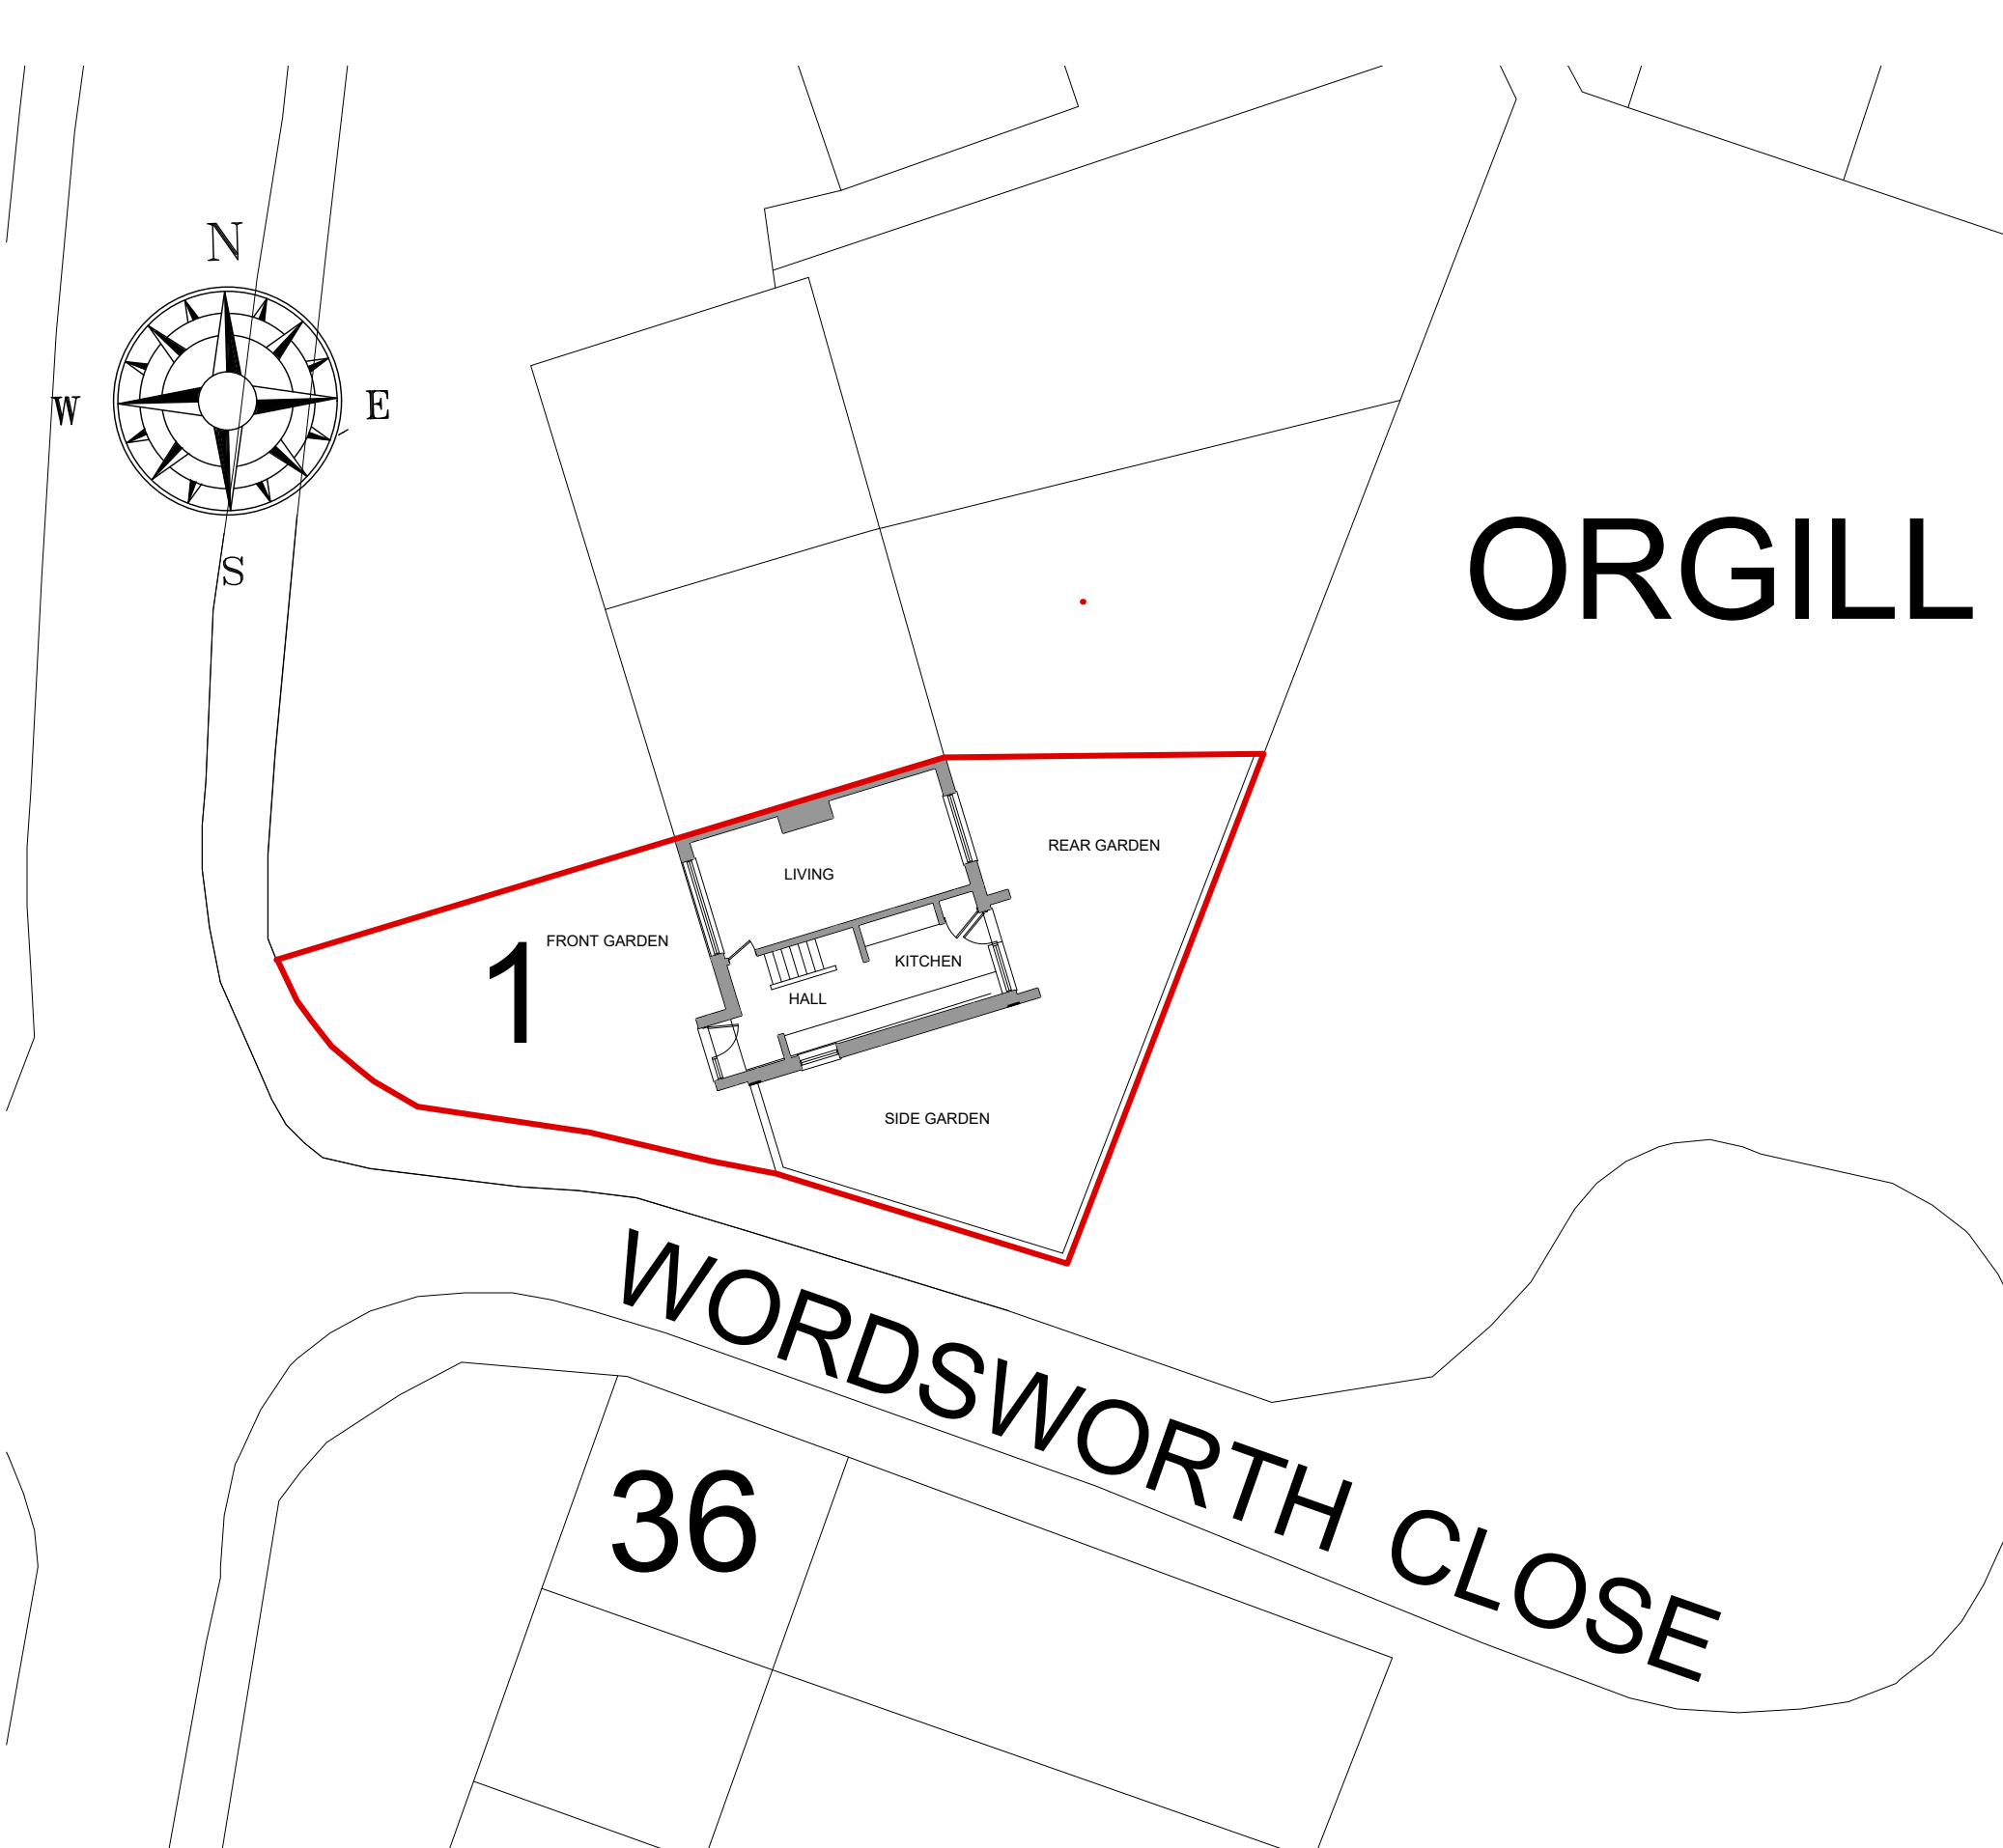 N
W
E
S
ORGILL
REAR GARDEN
LIVING
FRONT GARDEN
1
KITCHEN
HALL
SIDE GARDEN
WORDSWORTH CLOSE
36